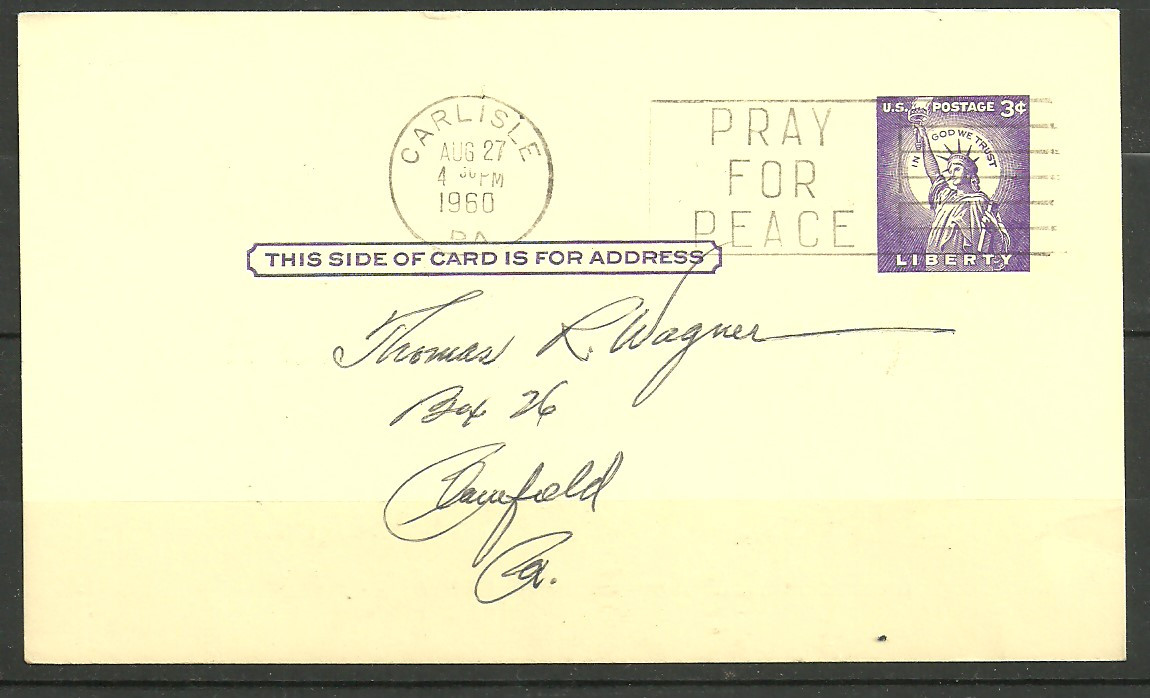 CARLISLE
AUG 27
4 30 PM
1960
PA
PRAY
FOR
PEACE
U.S. POSTAGE 3¢
IN GOD WE TRUST
LIBERTY
THIS SIDE OF CARD IS FOR ADDRESS
Thomas R. Wagner
Box 26
Pa.